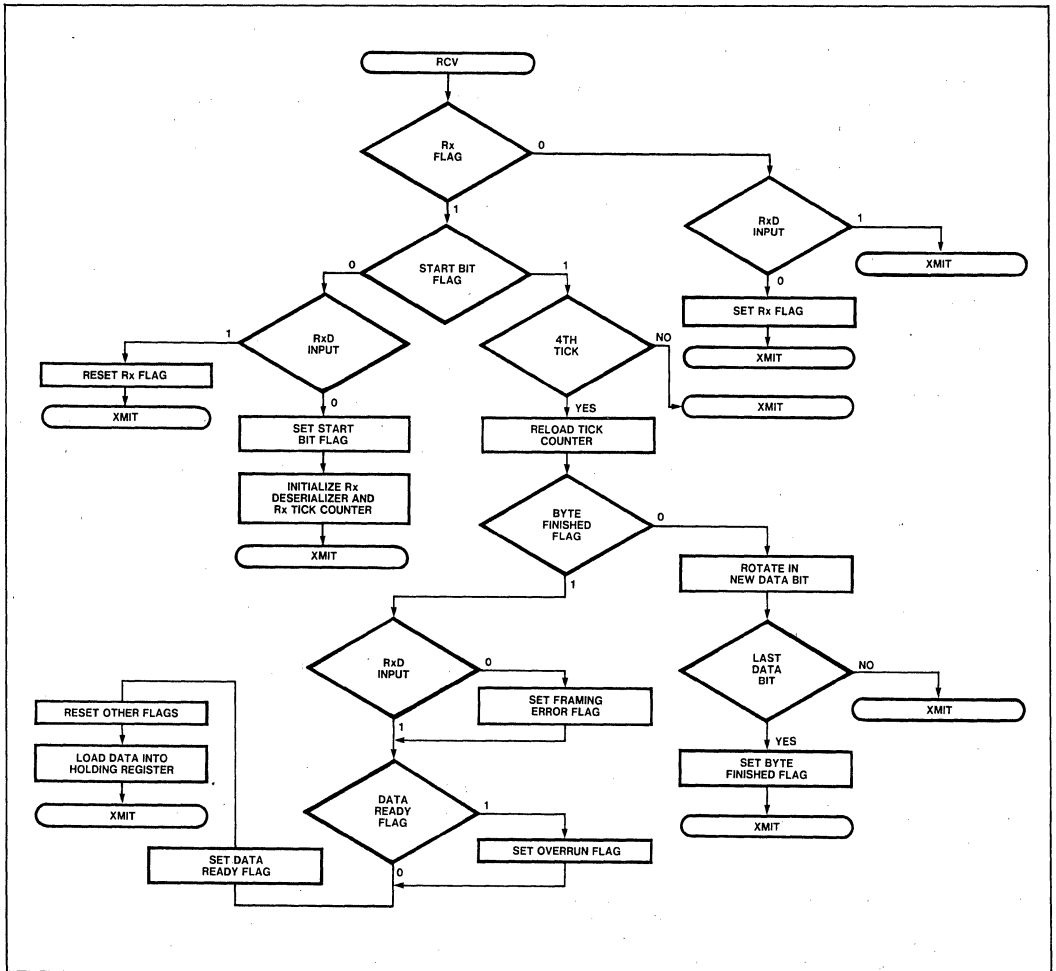 RCV
Rx
FLAG
0
1
RxD
INPUT
1
XMIT
0
SET Rx FLAG
XMIT
START BIT
FLAG
0
1
RxD
INPUT
1
RESET Rx FLAG
XMIT
0
SET START
BIT FLAG
INITIALIZE Rx
DESERIALIZER AND
Rx TICK COUNTER
XMIT
4TH
TICK
NO
XMIT
YES
RELOAD TICK
COUNTER
BYTE
FINISHED
FLAG
0
1
ROTATE IN
NEW DATA BIT
LAST
DATA
BIT
NO
XMIT
YES
SET BYTE
FINISHED FLAG
XMIT
RxD
INPUT
0
SET FRAMING
ERROR FLAG
1
DATA
READY
FLAG
1
SET OVERRUN FLAG
0
SET DATA
READY FLAG
RESET OTHER FLAGS
LOAD DATA INTO
HOLDING REGISTER
XMIT